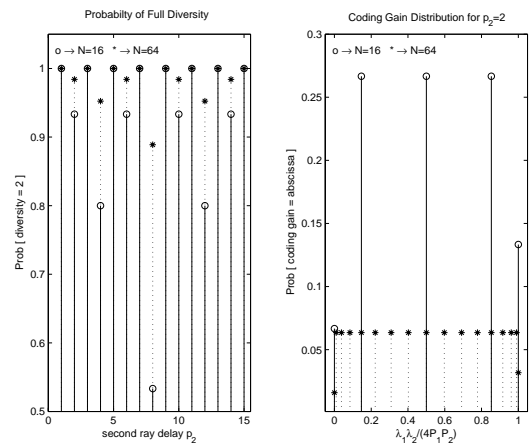 Probabilty of Full Diversity
o → N=16 * → N=64
1
0.9
0.8
0.7
0.6
0.5
Prob [ diversity = 2 ]
0 5 10 15
second ray delay p2
Coding Gain Distribution for p2=2
o → N=16 * → N=64
0.3
0.25
0.2
0.15
0.1
0.05
Prob [ coding gain = abscissa ]
0 0.2 0.4 0.6 0.8 1
λ1λ2/(4P1P2)